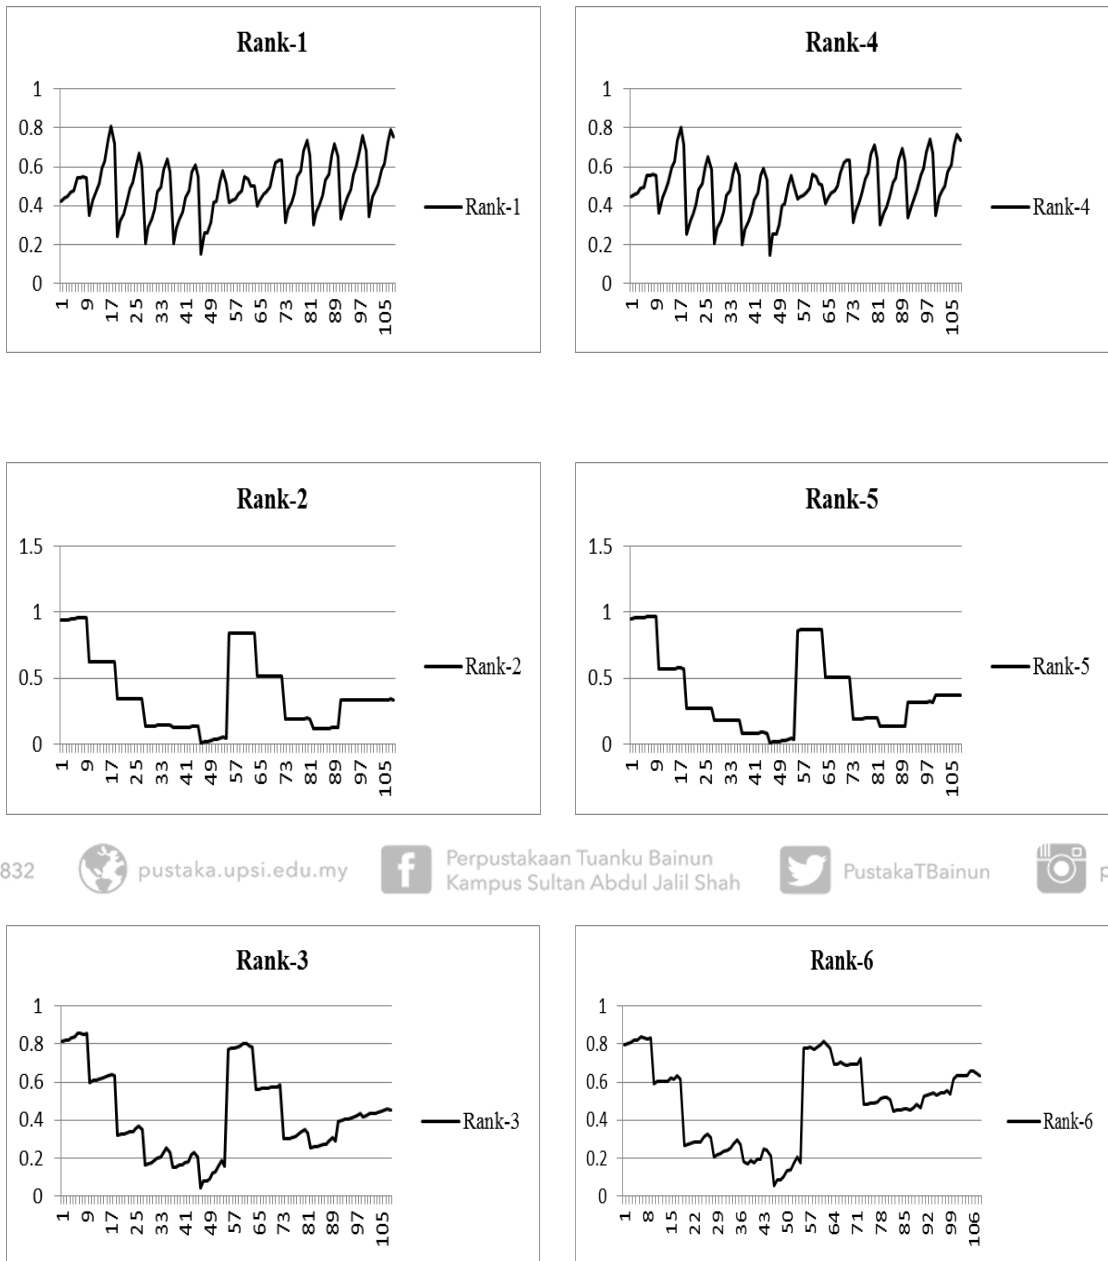 Rank-1
1
0.8
0.6
0.4
0.2
0
1 9 17 25 33 41 49 57 65 73 81 89 97 105
Rank-1
Rank-4
1
0.8
0.6
0.4
0.2
0
1 9 17 25 33 41 49 57 65 73 81 89 97 105
Rank-4
Rank-2
1.5
1
0.5
0
1 9 17 25 33 41 49 57 65 73 81 89 97 105
Rank-2
Rank-5
1.5
1
0.5
0
1 9 17 25 33 41 49 57 65 73 81 89 97 105
Rank-5
832
pustaka.upsi.edu.my
Perpustakaan Tuanku Bainun
Kampus Sultan Abdul Jalil Shah
PustakaTBainun
p
Rank-3
1
0.8
0.6
0.4
0.2
0
1 9 17 25 33 41 49 57 65 73 81 89 97 105
Rank-3
Rank-6
1
0.8
0.6
0.4
0.2
0
1 8 15 22 29 36 43 50 57 64 71 78 85 92 99 106
Rank-6